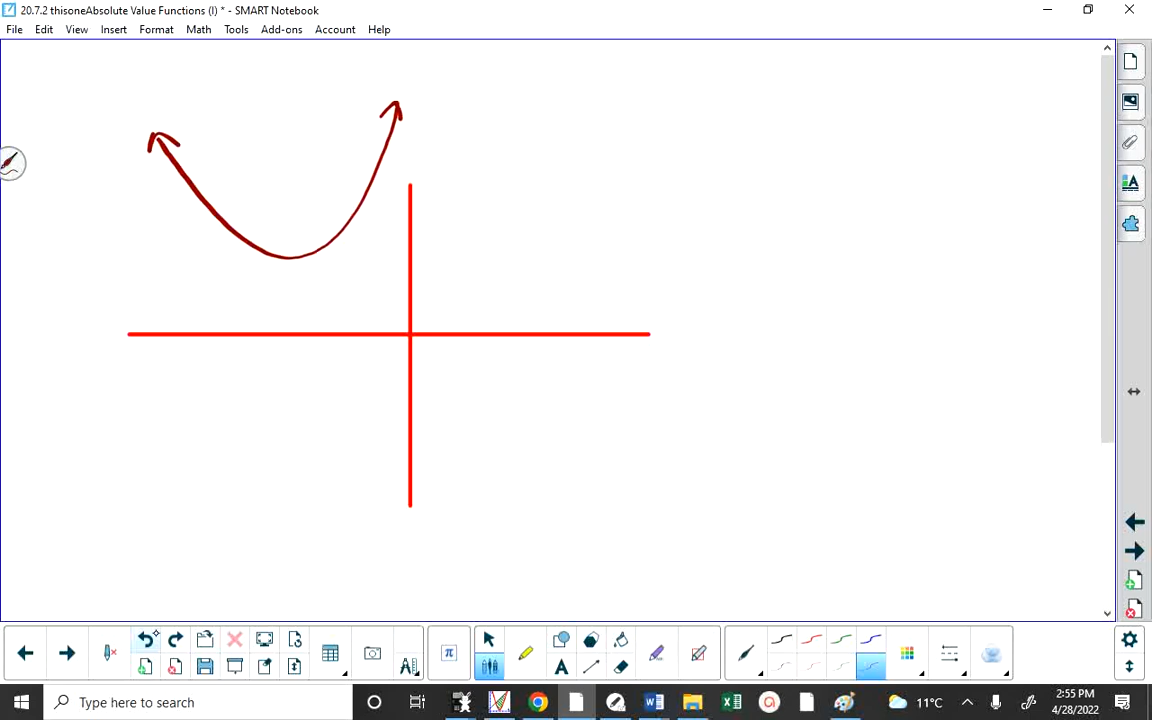 20.7.2 thisoneAbsolute Value Functions (I) * - SMART Notebook
File Edit View Insert Format Math Tools Add-ons Account Help
Type here to search
11°C
2:55 PM
4/28/2022